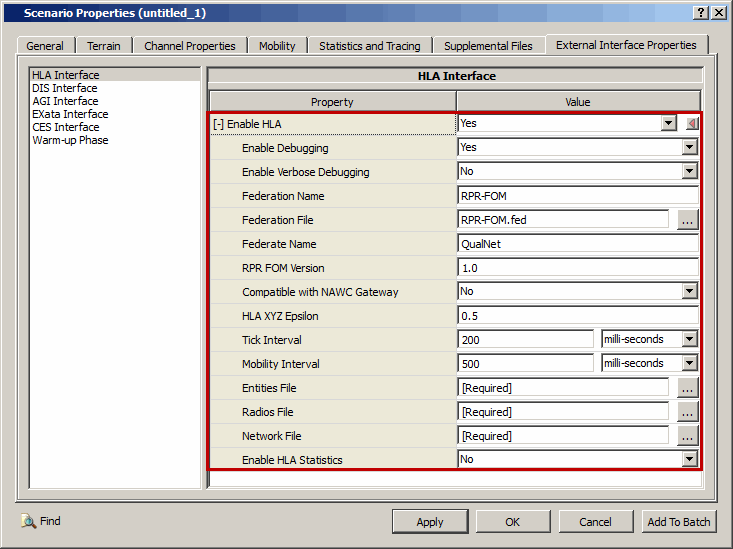 Scenario Properties (untitled_1)
General Terrain Channel Properties Mobility Statistics and Tracing Supplemental Files External Interface Properties
HLA Interface
DIS Interface
AGI Interface
EXata Interface
CES Interface
Warm-up Phase
HLA Interface
Property Value
[-] Enable HLA Yes
Enable Debugging Yes
Enable Verbose Debugging No
Federation Name RPR-FOM
Federation File RPR-FOM.fed ...
Federate Name QualNet
RPR FOM Version 1.0
Compatible with NAWC Gateway No
HLA XYZ Epsilon 0.5
Tick Interval 200 milli-seconds
Mobility Interval 500 milli-seconds
Entities File [Required] ...
Radios File [Required] ...
Network File [Required] ...
Enable HLA Statistics No
Find Apply OK Cancel Add To Batch